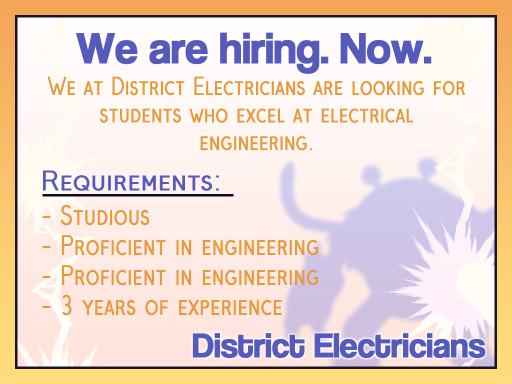 We are hiring. Now.
We at District Electricians are looking for
students who excel at electrical
engineering.
Requirements:
- Studious
- Proficient in engineering
- Proficient in engineering
- 3 years of experience
District Electricians